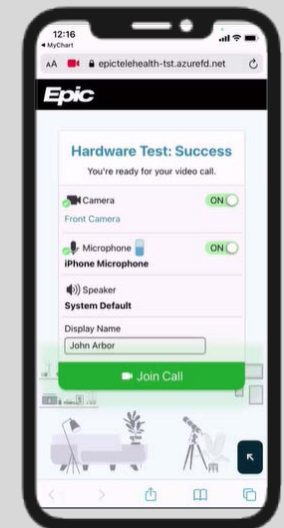 12:16
MyChart
AA epictelehealth-tst.azurefd.net
Epic
Hardware Test: Success
You're ready for your video call.
Camera ON
Front Camera
Microphone ON
iPhone Microphone
Speaker
System Default
Display Name
John Arbor
Join Call